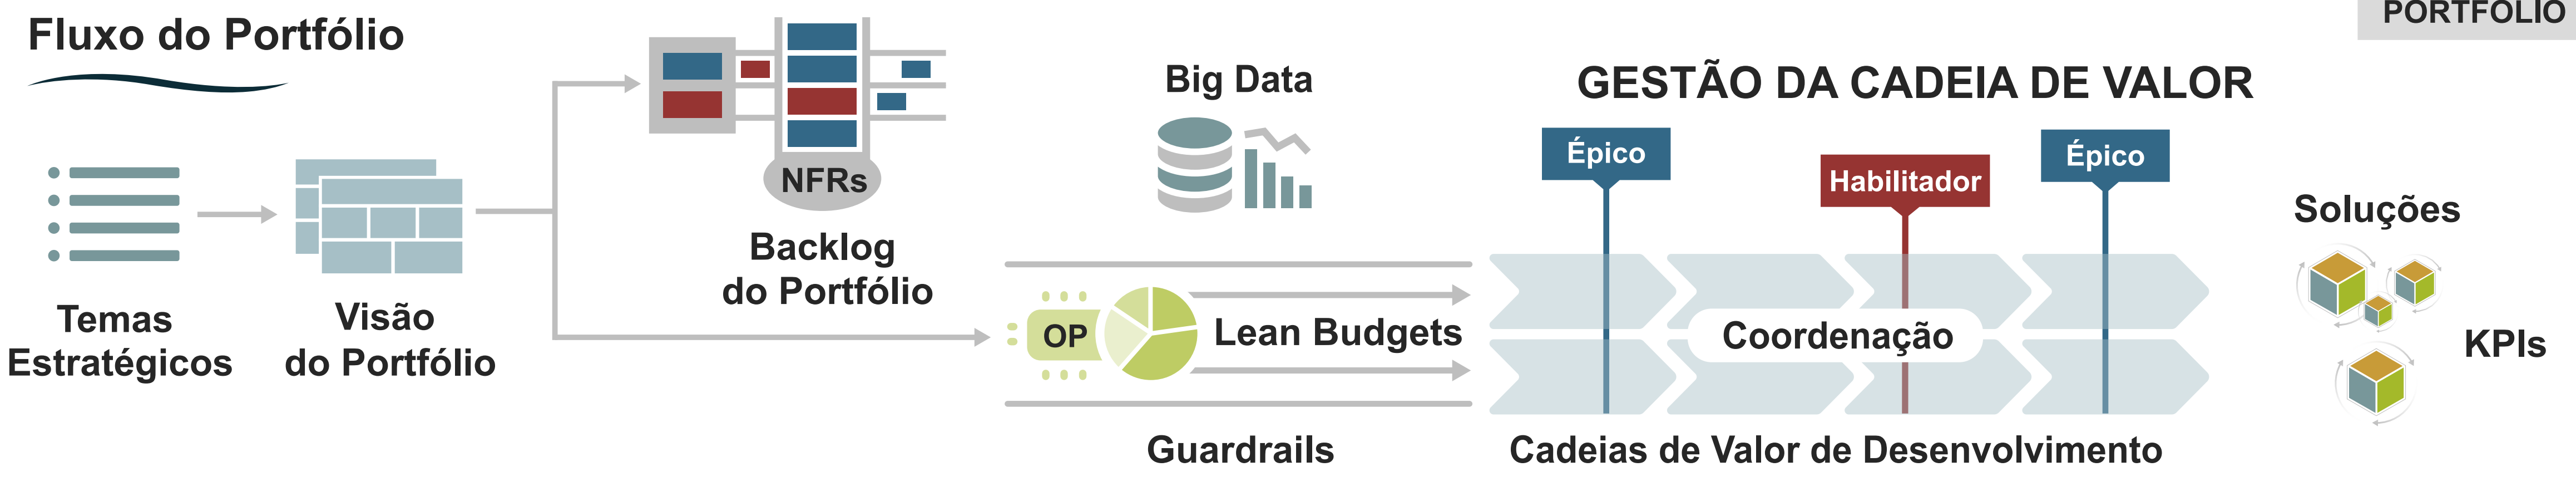 Fluxo do Portfólio
PORTFÓLIO
Temas
Estratégicos
Visão
do Portfólio
NFRs
Backlog
do Portfólio
Big Data
OP
Lean Budgets
Guardrails
GESTÃO DA CADEIA DE VALOR
Épico
Habilitador
Épico
Coordenação
Cadeias de Valor de Desenvolvimento
Soluções
KPIs